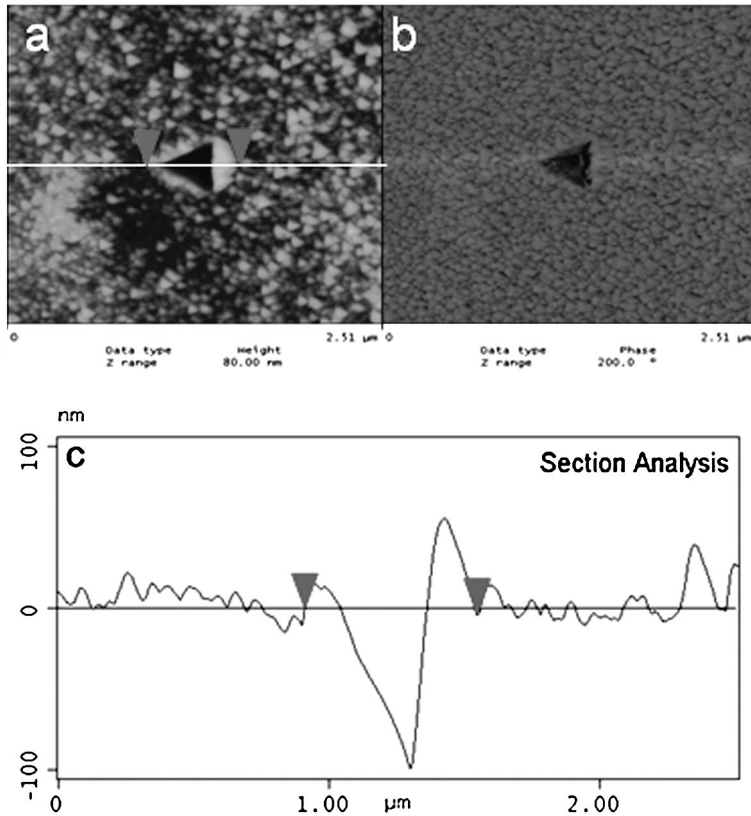 a
b
0 2.51 µm 0 2.51 µm
Data type Height Data type Phase
Z range 80.00 nm Z range 200.0 °
nm
100
c
Section Analysis
0
-100
0 1.00 µm 2.00